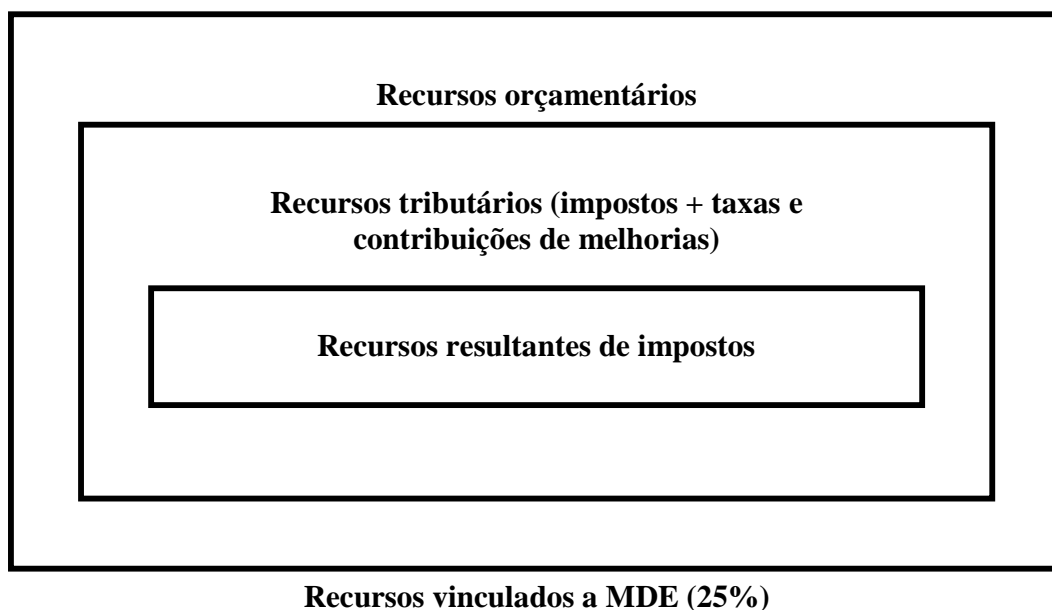 Recursos orçamentários
Recursos tributários (impostos + taxas e
contribuições de melhorias)
Recursos resultantes de impostos
Recursos vinculados a MDE (25%)